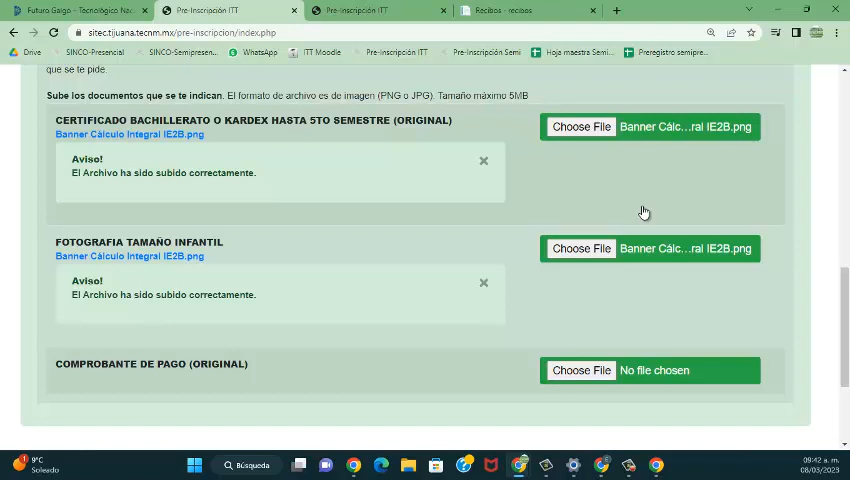 Futuro Galgo – Tecnológico Nac
Pre-Inscripción ITT
Pre-Inscripción ITT
Recibos - recibos
sitec.tijuana.tecnm.mx/pre-inscripcion/index.php
Drive
SINCO-Presencial
SINCO-Semipresen...
WhatsApp
ITT Moodle
Pre-Inscripción ITT
Pre-Inscripción Semi
Hoja maestra Semi...
Preregistro semipre...
que se te pide.
Sube los documentos que se te indican. El formato de archivo es de imagen (PNG o JPG). Tamaño máximo 5MB
CERTIFICADO BACHILLERATO O KARDEX HASTA 5TO SEMESTRE (ORIGINAL)
Choose File Banner Cálc...ral IE2B.png
Banner Cálculo Integral IE2B.png
Aviso!
El Archivo ha sido subido correctamente.
FOTOGRAFIA TAMAÑO INFANTIL
Choose File Banner Cálc...ral IE2B.png
Banner Cálculo Integral IE2B.png
Aviso!
El Archivo ha sido subido correctamente.
COMPROBANTE DE PAGO (ORIGINAL)
Choose File No file chosen
9°C
Soleado
Búsqueda
09:42 a. m.
08/03/2023